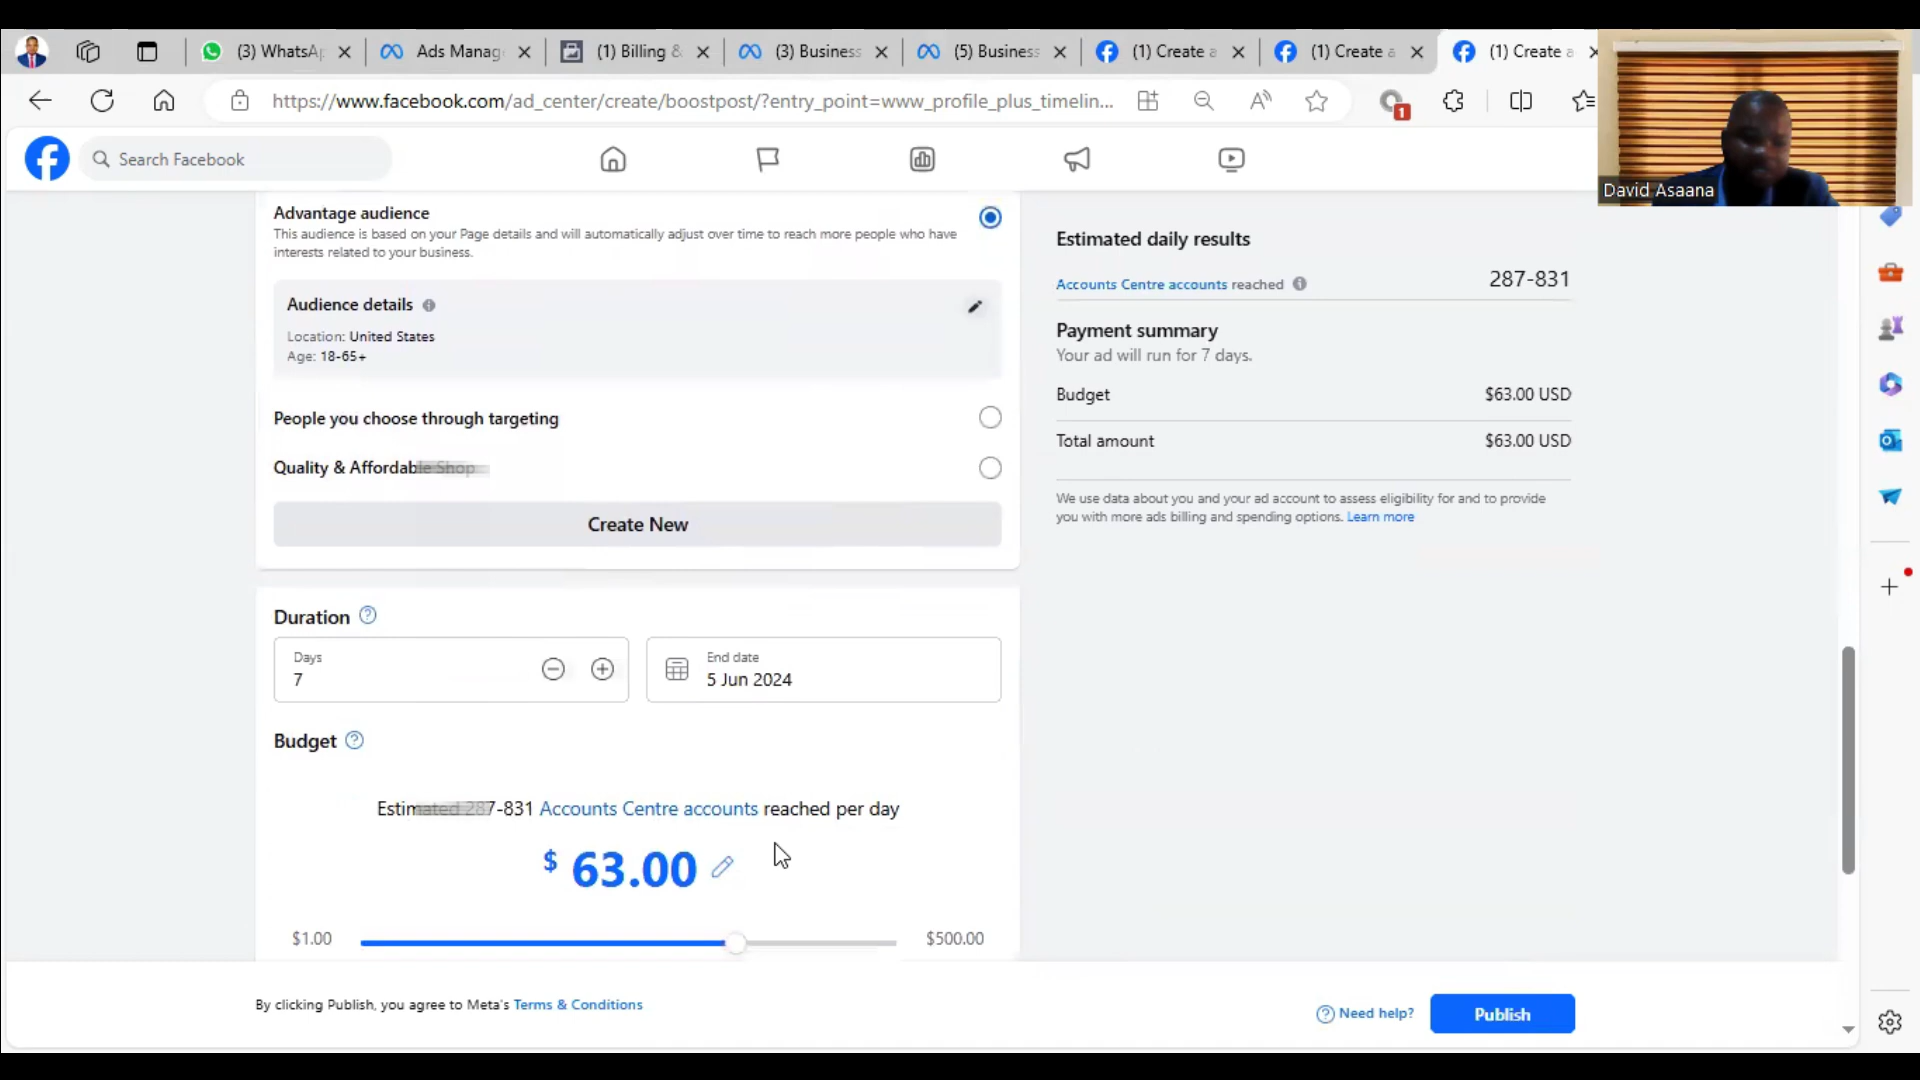 (3) WhatsA
Ads Manag
(1) Billing &
(3) Business
(5) Business
(1) Create a
(1) Create a
(1) Create a
https://www.facebook.com/ad_center/create/boostpost/?entry_point=www_profile_plus_timelin...
1
Search Facebook
David Asaana
Advantage audience
This audience is based on your Page details and will automatically adjust over time to reach more people who have
interests related to your business.
Audience details
Location: United States
Age: 18-65+
People you choose through targeting
Quality & Affordable Shop
Create New
Duration
Days
7
End date
5 Jun 2024
Budget
Estimated 287-831 Accounts Centre accounts reached per day
$ 63.00
$1.00
$500.00
Estimated daily results
Accounts Centre accounts reached
287-831
Payment summary
Your ad will run for 7 days.
Budget
$63.00 USD
Total amount
$63.00 USD
We use data about you and your ad account to assess eligibility for and to provide
you with more ads billing and spending options. Learn more
By clicking Publish, you agree to Meta's Terms & Conditions
Need help?
Publish